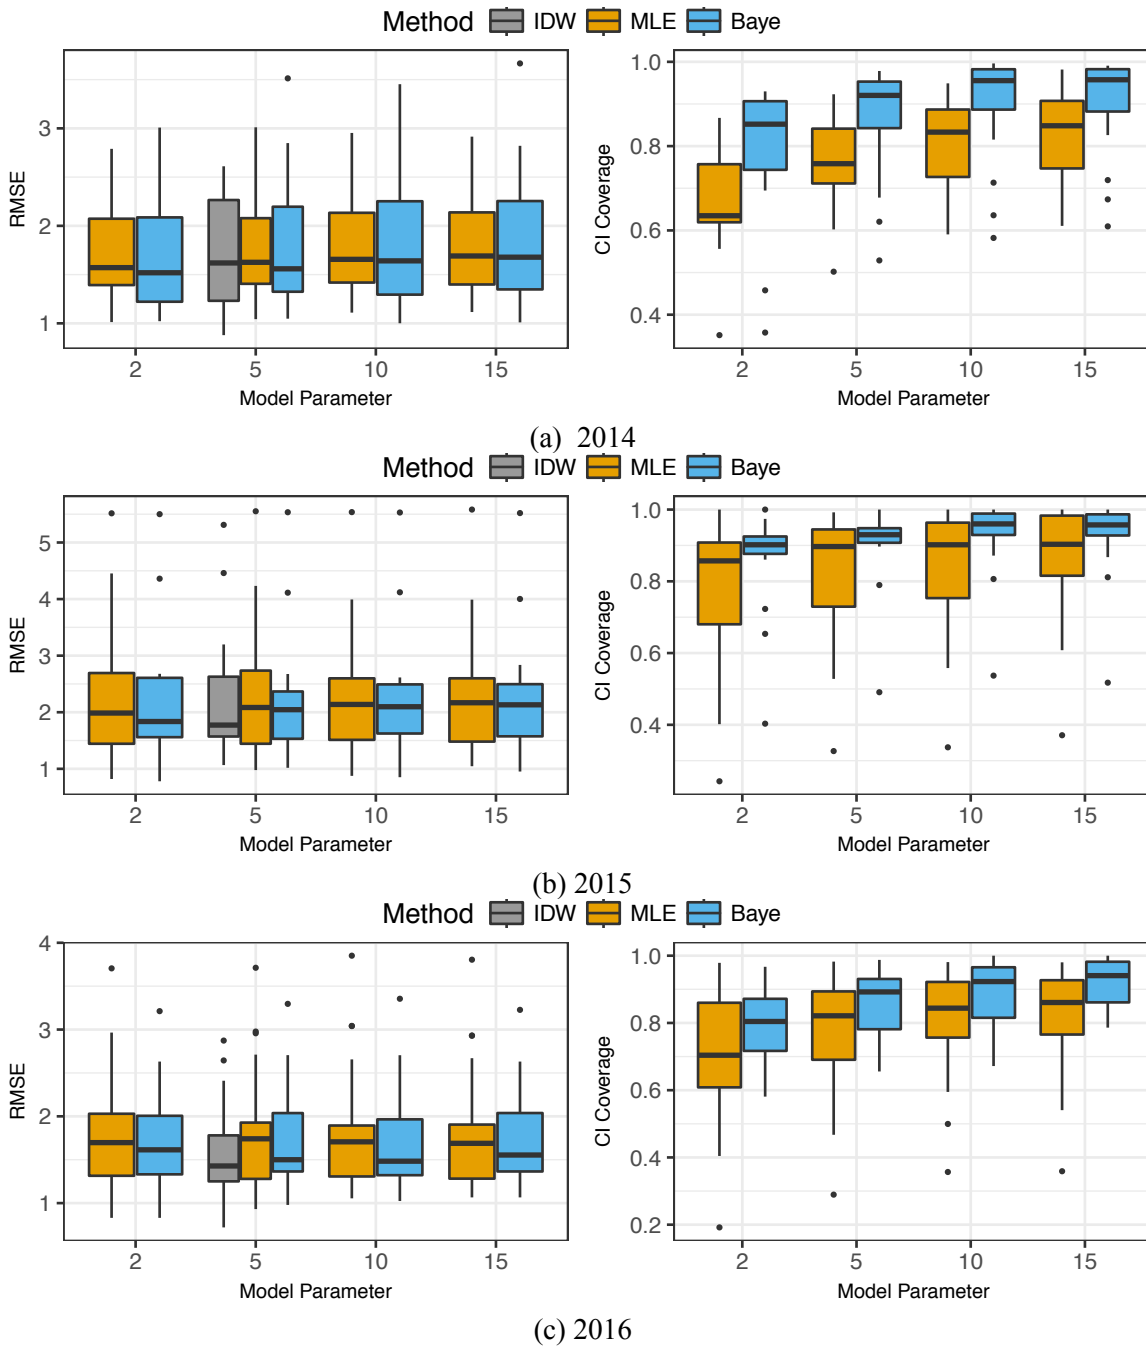 Method IDW MLE Baye
RMSE
3
2
1
2 5 10 15
Model Parameter
CI Coverage
1.0
0.8
0.6
0.4
2 5 10 15
Model Parameter
(a) 2014
Method IDW MLE Baye
RMSE
5
4
3
2
1
2 5 10 15
Model Parameter
CI Coverage
1.0
0.8
0.6
0.4
2 5 10 15
Model Parameter
(b) 2015
Method IDW MLE Baye
RMSE
4
3
2
1
2 5 10 15
Model Parameter
CI Coverage
1.0
0.8
0.6
0.4
0.2
2 5 10 15
Model Parameter
(c) 2016